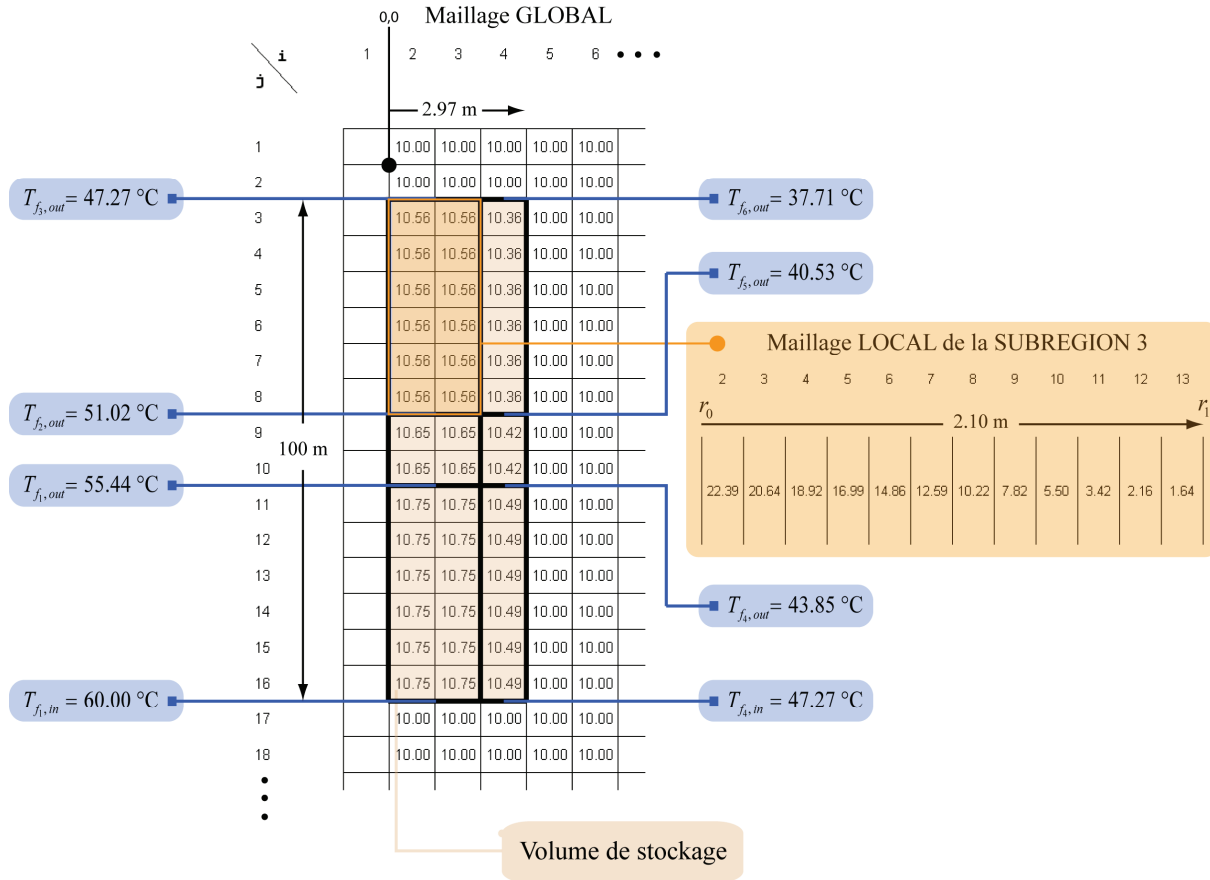 0,0 Maillage GLOBAL
i
j
1 2 3 4 5 6 • • •
2.97 m
1 10.00 10.00 10.00 10.00 10.00
2 10.00 10.00 10.00 10.00 10.00
3 10.56 10.56 10.36 10.00 10.00
4 10.56 10.56 10.36 10.00 10.00
5 10.56 10.56 10.36 10.00 10.00
6 10.56 10.56 10.36 10.00 10.00
7 10.56 10.56 10.36 10.00 10.00
8 10.56 10.56 10.36 10.00 10.00
9 10.65 10.65 10.42 10.00 10.00
10 10.65 10.65 10.42 10.00 10.00
11 10.75 10.75 10.49 10.00 10.00
12 10.75 10.75 10.49 10.00 10.00
13 10.75 10.75 10.49 10.00 10.00
14 10.75 10.75 10.49 10.00 10.00
15 10.75 10.75 10.49 10.00 10.00
16 10.75 10.75 10.49 10.00 10.00
17 10.00 10.00 10.00 10.00 10.00
18 10.00 10.00 10.00 10.00 10.00
•
•
•
100 m
T_f3,out = 47.27 °C
T_f2,out = 51.02 °C
T_f1,out = 55.44 °C
T_f1,in = 60.00 °C
T_f6,out = 37.71 °C
T_f5,out = 40.53 °C
Maillage LOCAL de la SUBREGION 3
2 3 4 5 6 7 8 9 10 11 12 13
r0 r1
2.10 m
22.39 20.64 18.92 16.99 14.86 12.59 10.22 7.82 5.50 3.42 2.16 1.64
T_f4,out = 43.85 °C
T_f4,in = 47.27 °C
Volume de stockage